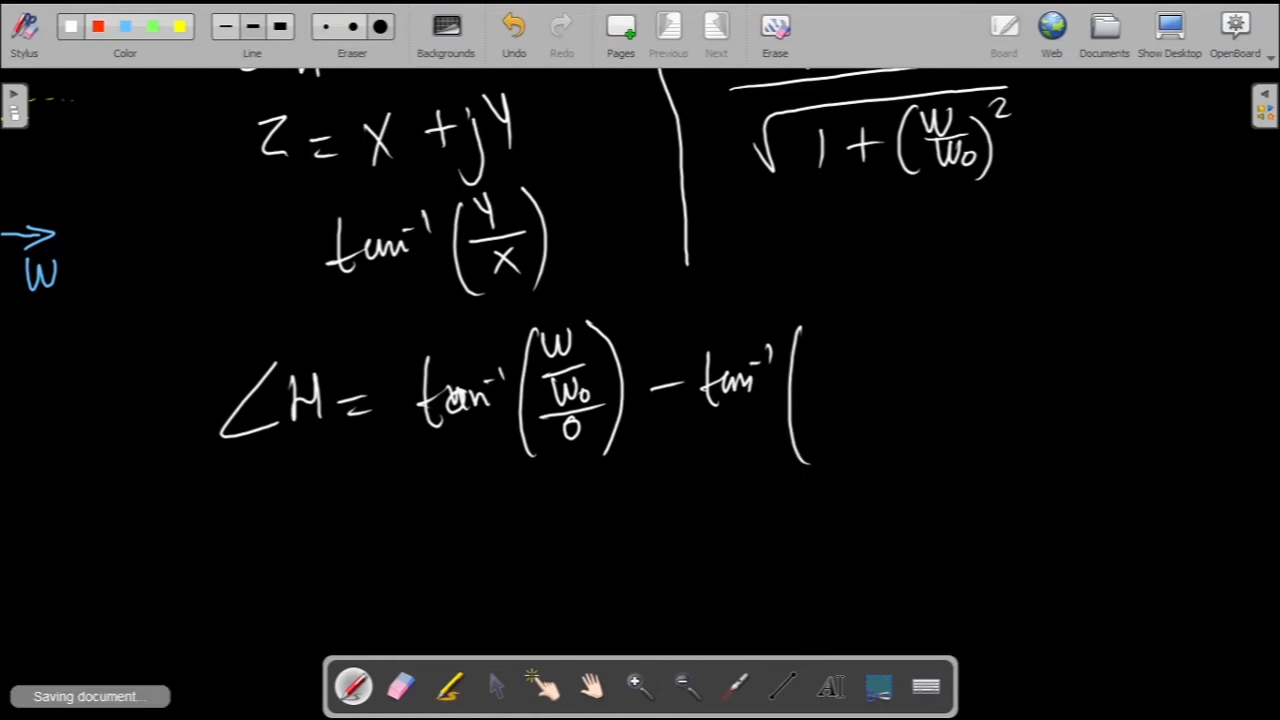 Stylus Color Line Eraser Backgrounds Undo Redo Pages Previous Next Erase Board Web Documents Show Desktop OpenBoard
z = x + jy
√ 1 + (w/w₀)²
tan⁻¹ (y/x)
w
∠H = tan⁻¹ ((w/w₀)/0) - tan⁻¹ (
Saving document...